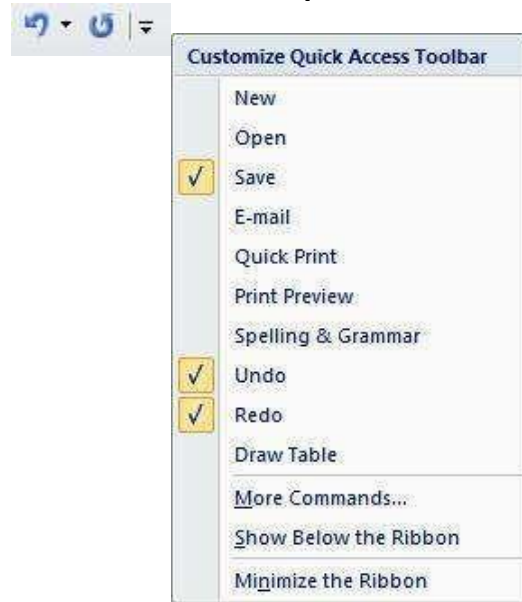 Customize Quick Access Toolbar
New
Open
Save
E-mail
Quick Print
Print Preview
Spelling & Grammar
Undo
Redo
Draw Table
More Commands...
Show Below the Ribbon
Minimize the Ribbon